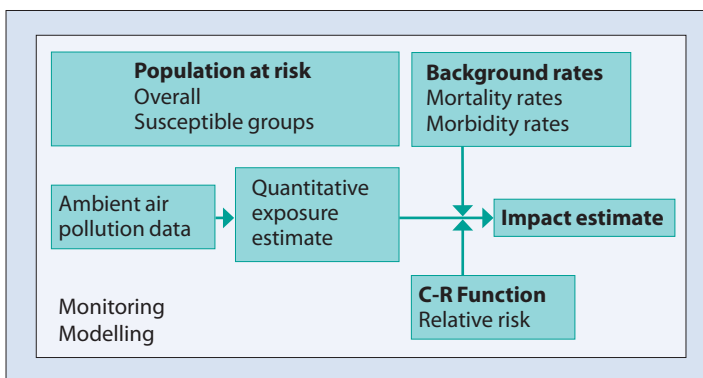 Population at risk
Overall
Susceptible groups
Background rates
Mortality rates
Morbidity rates
Ambient air
pollution data
Quantitative
exposure
estimate
Impact estimate
C-R Function
Relative risk
Monitoring
Modelling